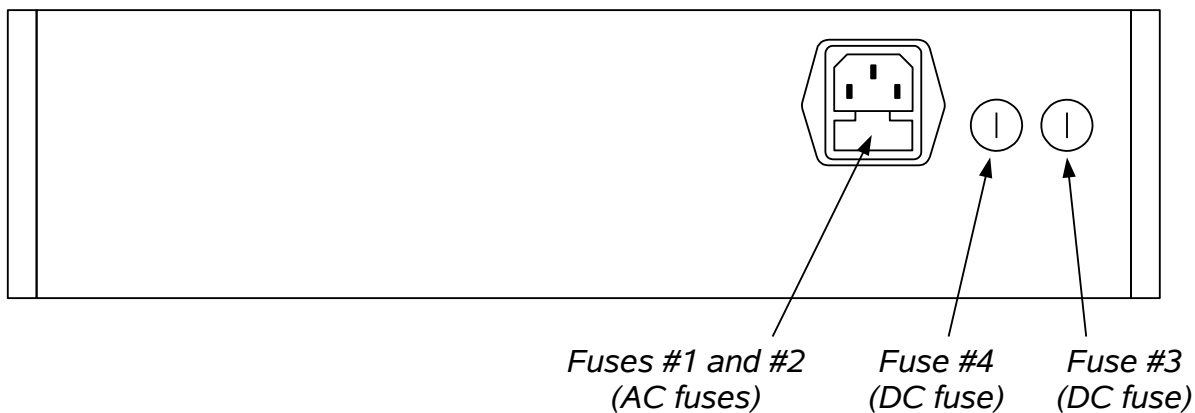 Fuses #1 and #2
(AC fuses)
Fuse #4
(DC fuse)
Fuse #3
(DC fuse)